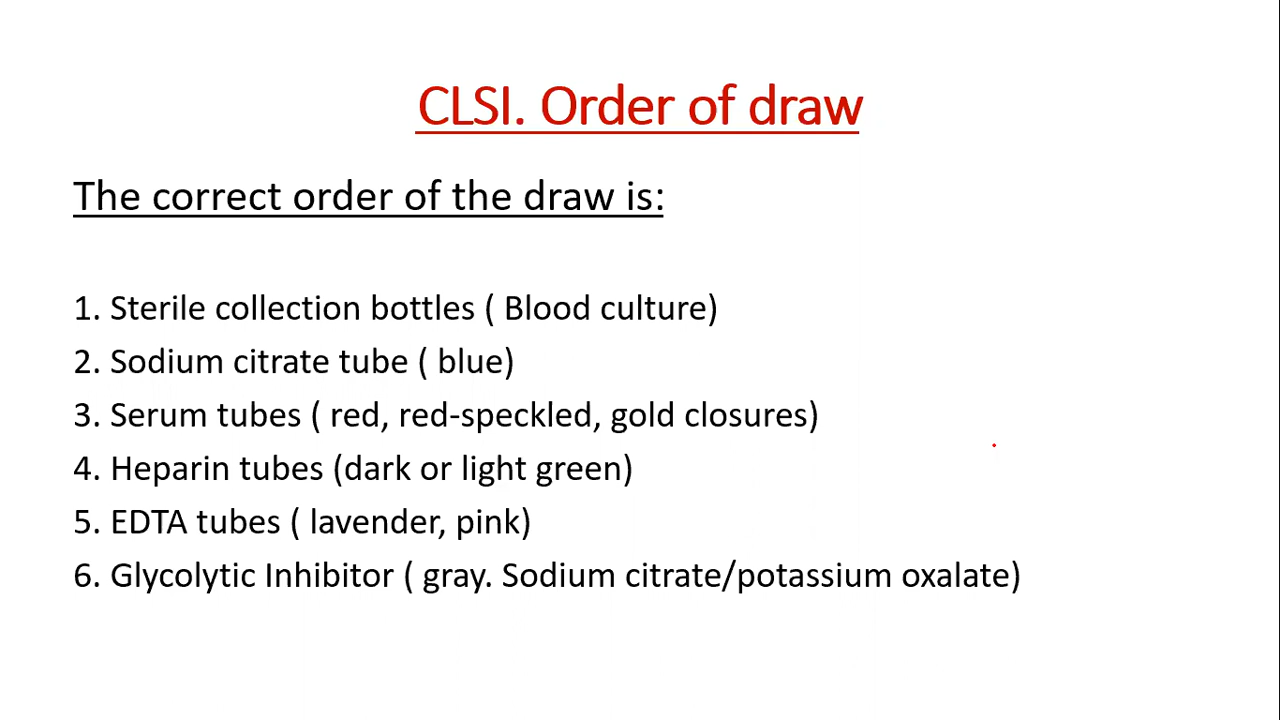 CLSI. Order of draw
The correct order of the draw is:
1. Sterile collection bottles ( Blood culture)
2. Sodium citrate tube ( blue)
3. Serum tubes ( red, red-speckled, gold closures)
4. Heparin tubes (dark or light green)
5. EDTA tubes ( lavender, pink)
6. Glycolytic Inhibitor ( gray. Sodium citrate/potassium oxalate)